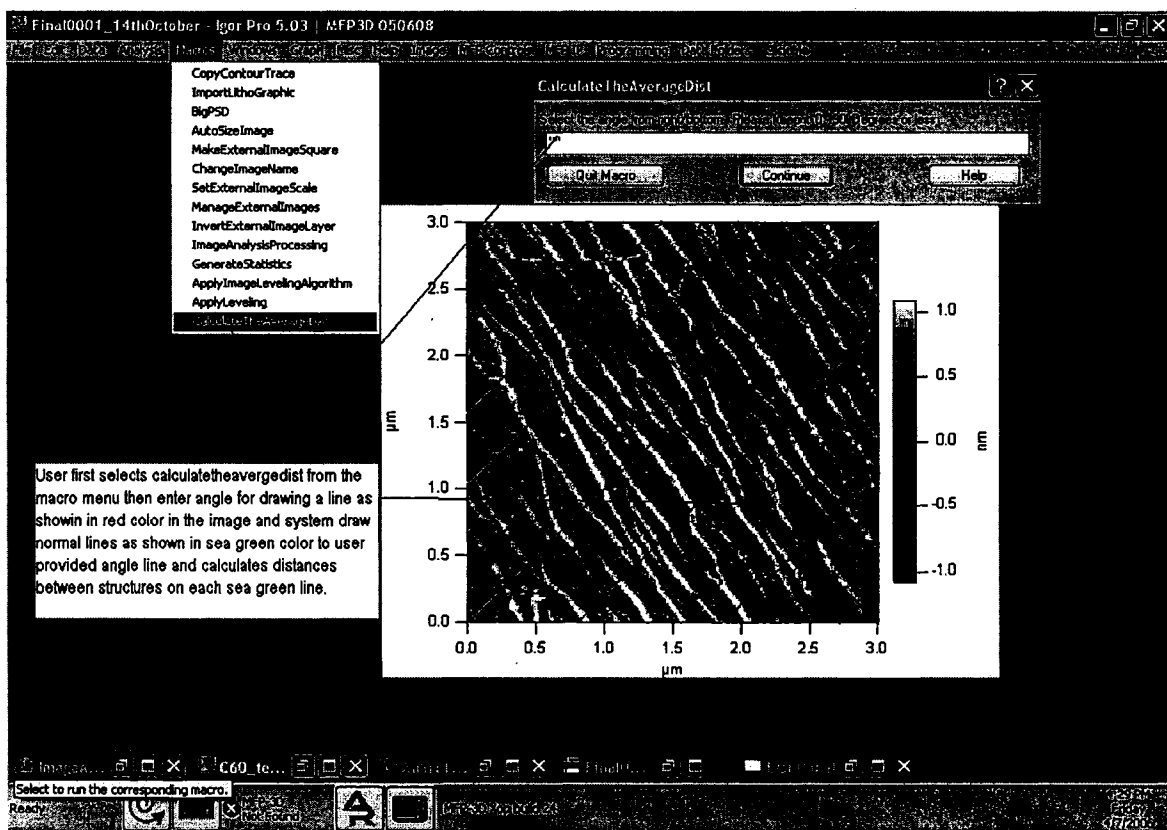 Final0001_14thOctober - Igor Pro 5.03 | MFP3D 050608
Macros
CopyContourTrace
ImportLithoGraphic
BigPSD
AutoSizeImage
MakeExternalImageSquare
ChangeImageName
SetExternalImageScale
ManageExternalImages
InvertExternalImageLayer
ImageAnalysisProcessing
GenerateStatistics
ApplyImageLevelingAlgorithm
ApplyLeveling
CalculateTheAverageDist
CalculateTheAverageDist
Quit Macro
Continue
Help
3.0
2.5
2.0
1.5
1.0
0.5
0.0
µm
0.0 0.5 1.0 1.5 2.0 2.5 3.0
µm
1.0
0.5
0.0
-0.5
-1.0
nm
User first selects calculatetheavergedist from the
macro menu then enter angle for drawing a line as
showin in red color in the image and system draw
normal lines as shown in sea green color to user
provided angle line and calculates distances
between structures on each sea green line.
ImageA...
C60_te...
Select to run the corresponding macro.
Ready